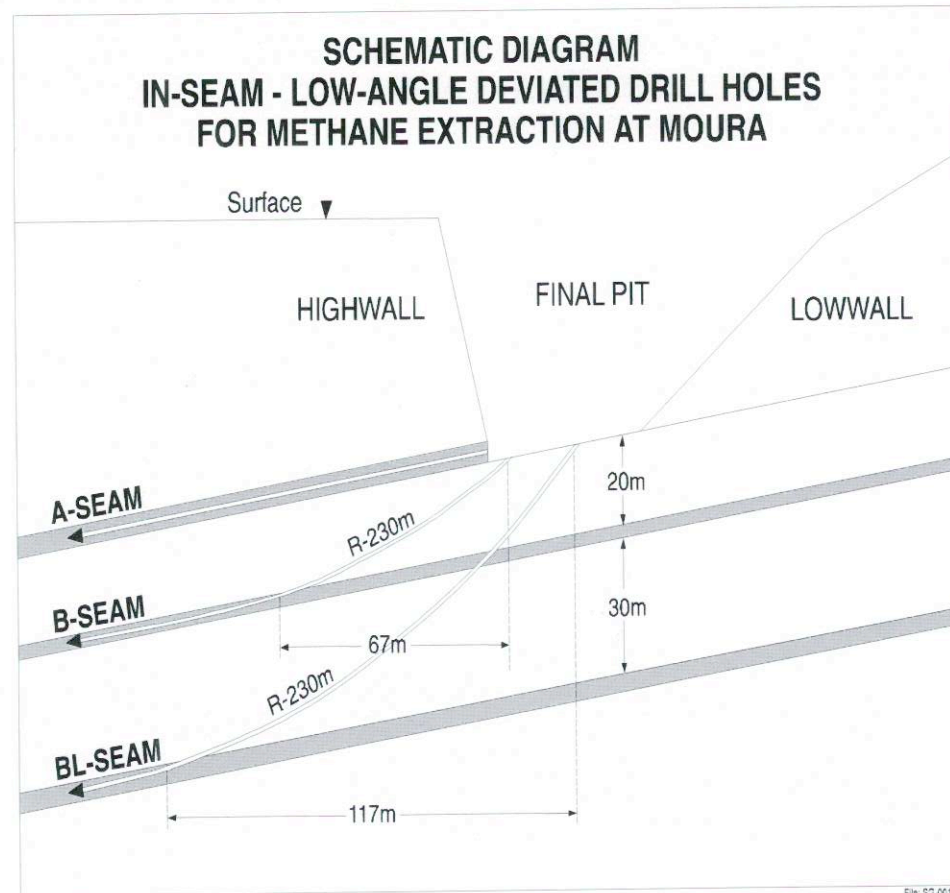 SCHEMATIC DIAGRAM
IN-SEAM - LOW-ANGLE DEVIATED DRILL HOLES
FOR METHANE EXTRACTION AT MOURA
Surface
HIGHWALL
FINAL PIT
LOWWALL
A-SEAM
20m
R-230m
B-SEAM
30m
67m
R-230m
BL-SEAM
117m